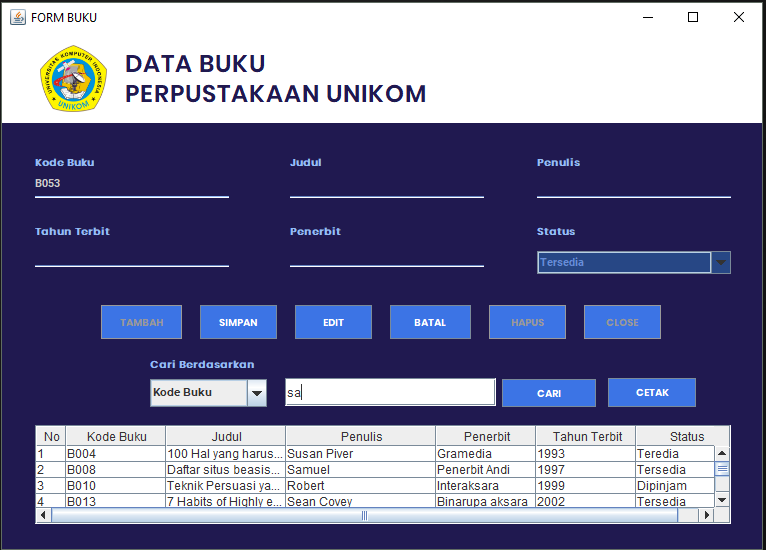 FORM BUKU
UNIVERSITAS KOMPUTER INDONESIA
UNIKOM
DATA BUKU
PERPUSTAKAAN UNIKOM
Kode Buku Judul Penulis
B053
Tahun Terbit Penerbit Status
Tersedia
TAMBAH SIMPAN EDIT BATAL HAPUS CLOSE
Cari Berdasarkan
Kode Buku sa CARI CETAK
No Kode Buku Judul Penulis Penerbit Tahun Terbit Status
1 B004 100 Hal yang harus... Susan Piver Gramedia 1993 Teredia
2 B008 Daftar situs beasis... Samuel Penerbit Andi 1997 Tersedia
3 B010 Teknik Persuasi ya... Robert Interaksara 1999 Dipinjam
4 B013 7 Habits of Highly e... Sean Covey Binarupa aksara 2002 Tersedia